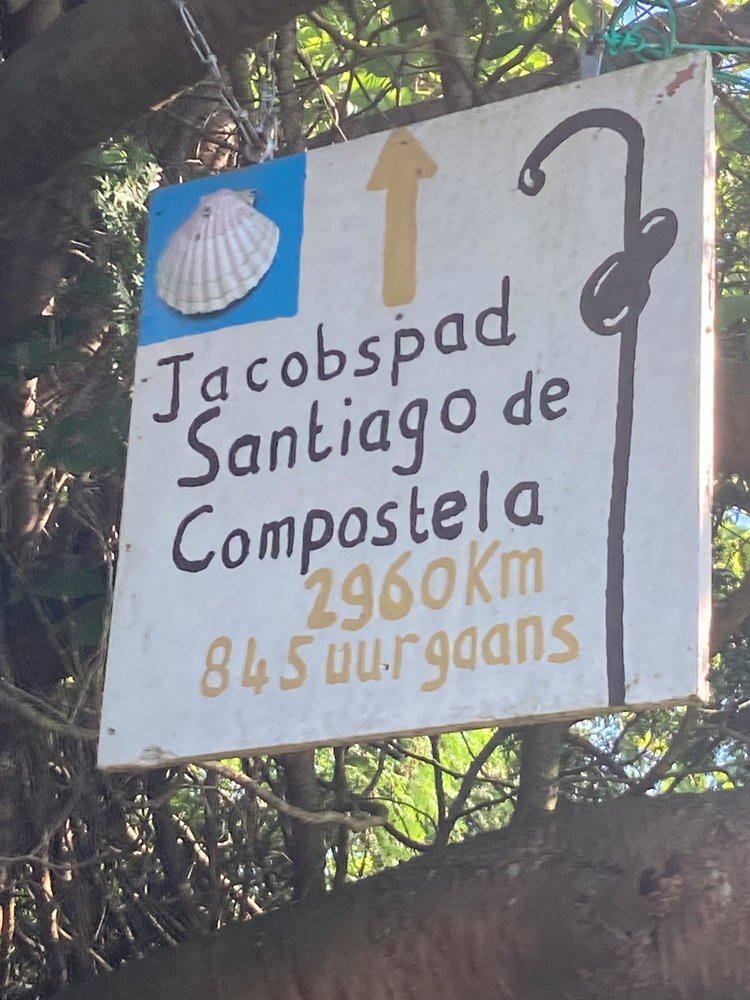 Jacobspad
Santiago de
Compostela
2960Km
845 uurgaans